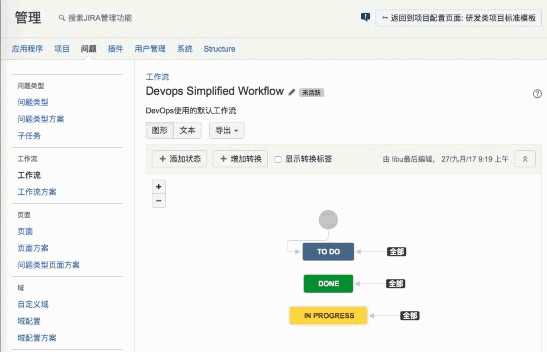 管理
搜索JIRA管理功能
返回到项目配置页面: 研发类项目标准模板
应用程序 项目 问题 插件 用户管理 系统 Structure
问题类型
问题类型
问题类型方案
子任务
工作流
工作流
工作流方案
页面
页面
页面方案
问题类型页面方案
域
自定义域
域配置
域配置方案
工作流
Devops Simplified Workflow 未活跃
DevOps使用的默认工作流
图形 文本 导出
+ 添加状态 + 增加转换 显示转换标签 由 libu最后编辑, 27/九月/17 9:19 上午
+
−
TO DO 全部
DONE 全部
IN PROGRESS 全部